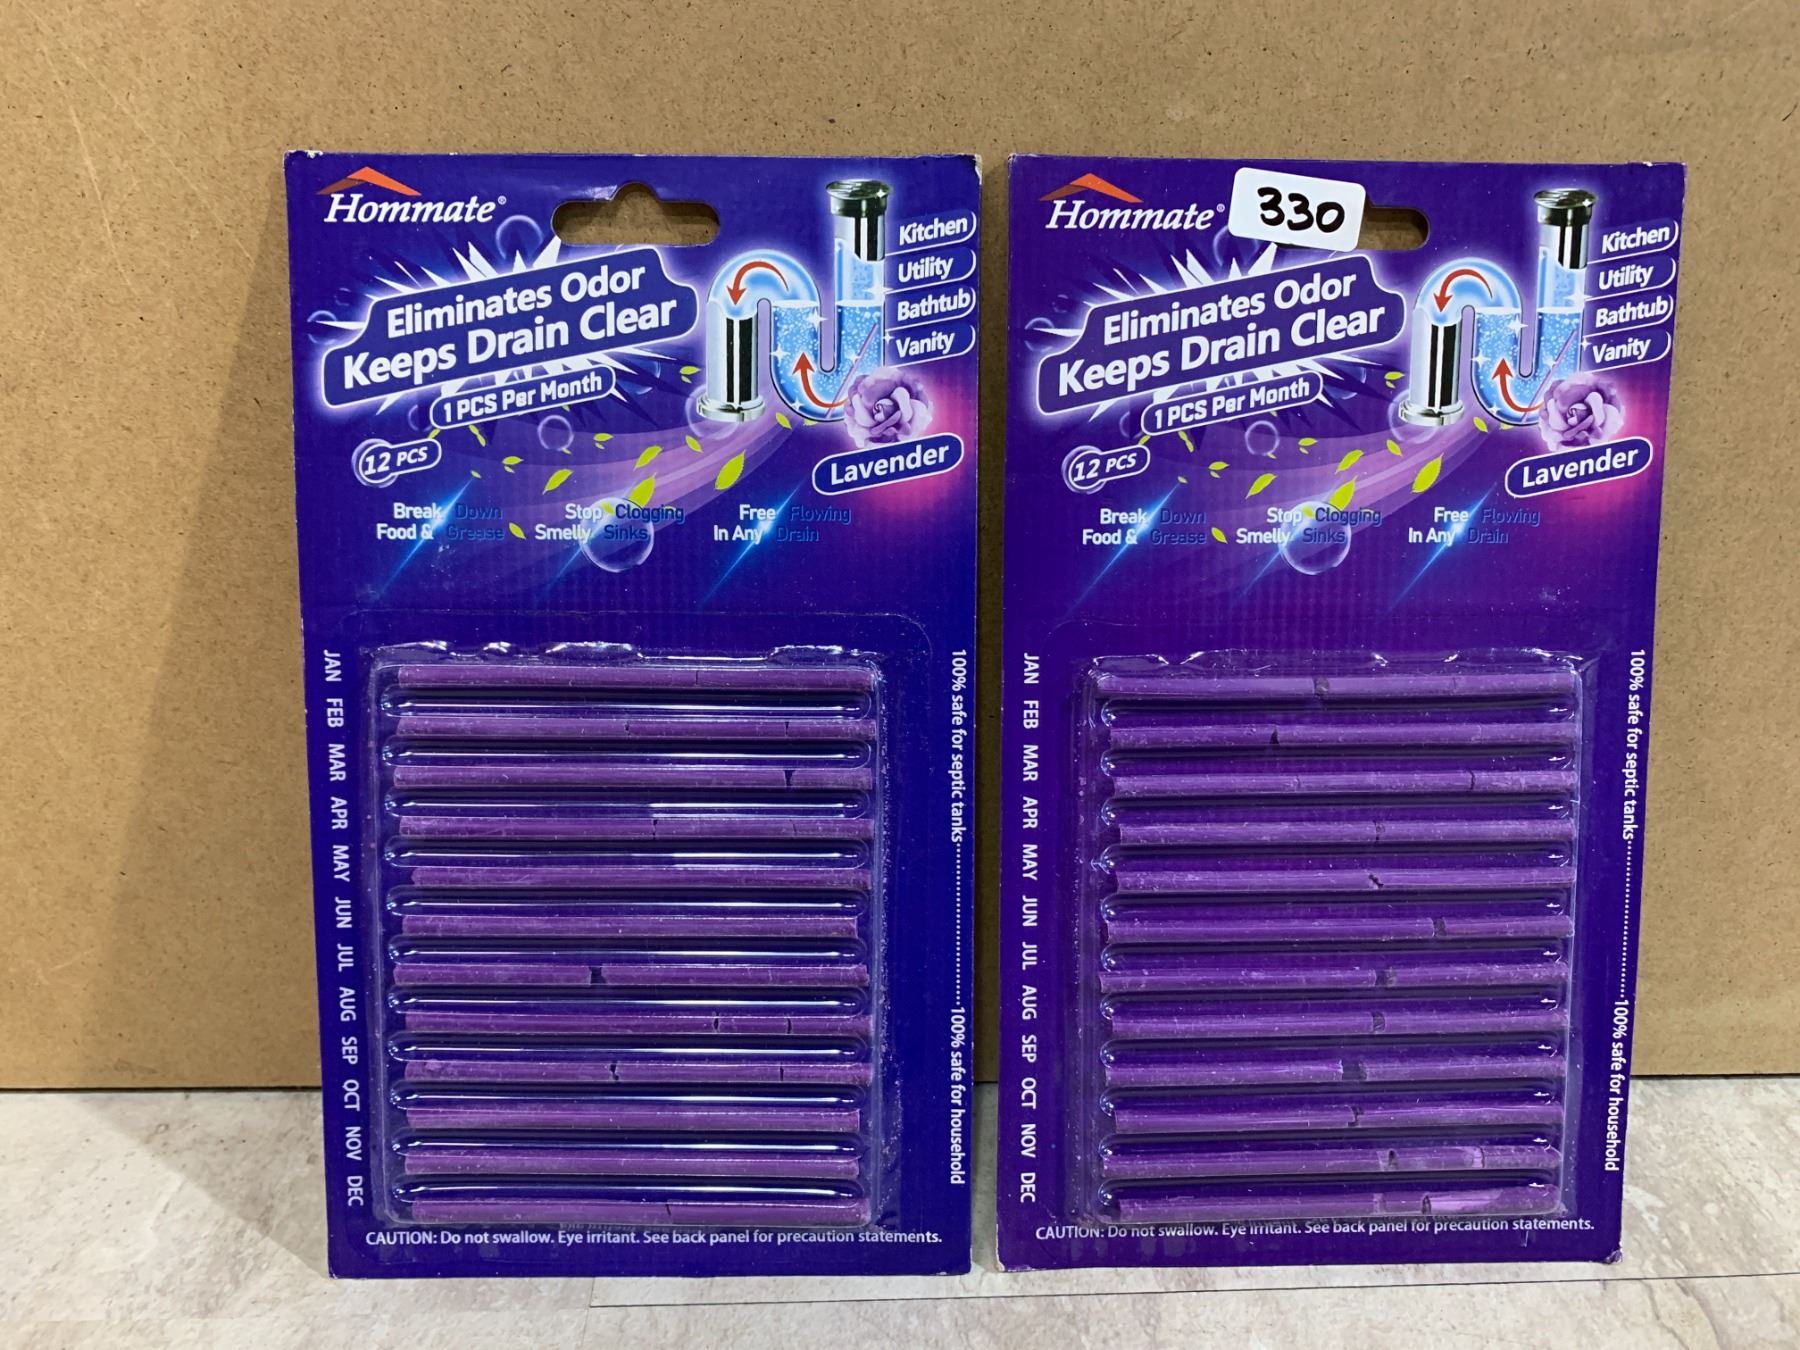 Hommate®
Eliminates Odor
Keeps Drain Clear
1 PCS Per Month
12 PCS
Kitchen
Utility
Bathtub
Vanity
Lavender
Break Down
Food & Grease
Stop Clogging
Smelly Sinks
Free Flowing
In Any Drain
JAN FEB MAR APR MAY JUN JUL AUG SEP OCT NOV DEC
100% safe for septic tanks
100% safe for household
CAUTION: Do not swallow. Eye irritant. See back panel for precaution statements.
Hommate®
330
Eliminates Odor
Keeps Drain Clear
1 PCS Per Month
12 PCS
Kitchen
Utility
Bathtub
Vanity
Lavender
Break Down
Food & Grease
Stop Clogging
Smelly Sinks
Free Flowing
In Any Drain
JAN FEB MAR APR MAY JUN JUL AUG SEP OCT NOV DEC
100% safe for septic tanks
100% safe for household
CAUTION: Do not swallow. Eye irritant. See back panel for precaution statements.